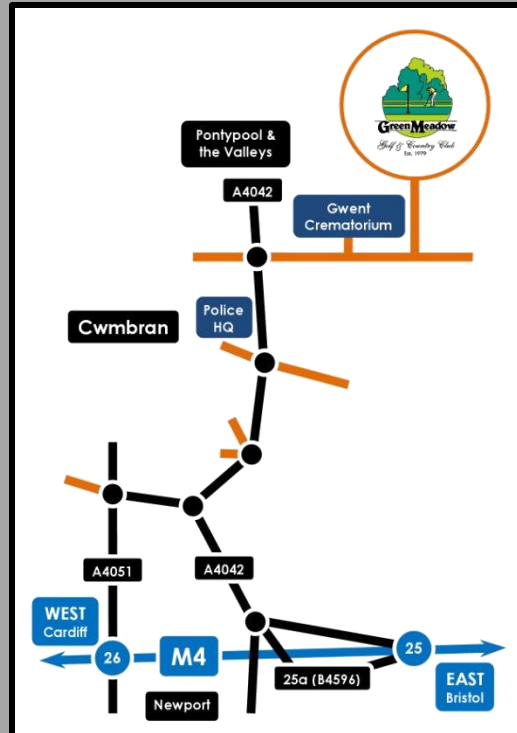 GreenMeadow
Golf & Country Club
Est. 1979
Pontypool &
the Valleys
A4042
Gwent
Crematorium
Police
HQ
Cwmbran
A4051
A4042
WEST
Cardiff
26
M4
25
25a (B4596)
EAST
Bristol
Newport